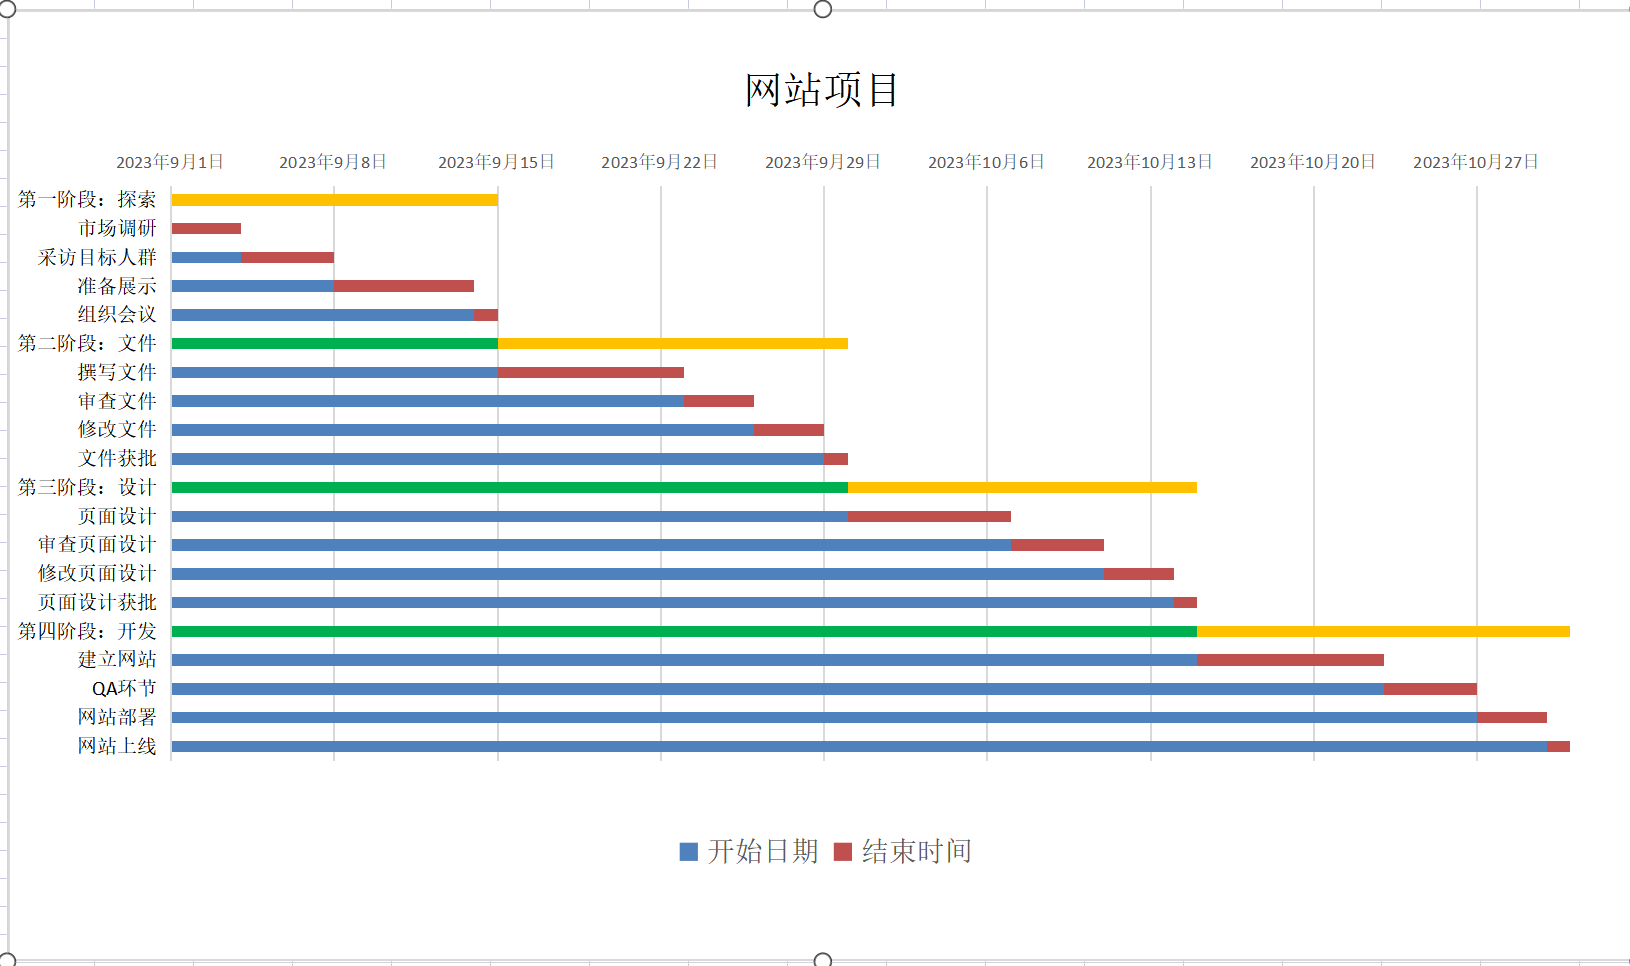 网站项目
2023年9月1日 2023年9月8日 2023年9月15日 2023年9月22日 2023年9月29日 2023年10月6日 2023年10月13日 2023年10月20日 2023年10月27日
第一阶段：探索
市场调研
采访目标人群
准备展示
组织会议
第二阶段：文件
撰写文件
审查文件
修改文件
文件获批
第三阶段：设计
页面设计
审查页面设计
修改页面设计
页面设计获批
第四阶段：开发
建立网站
QA环节
网站部署
网站上线
开始日期 结束时间